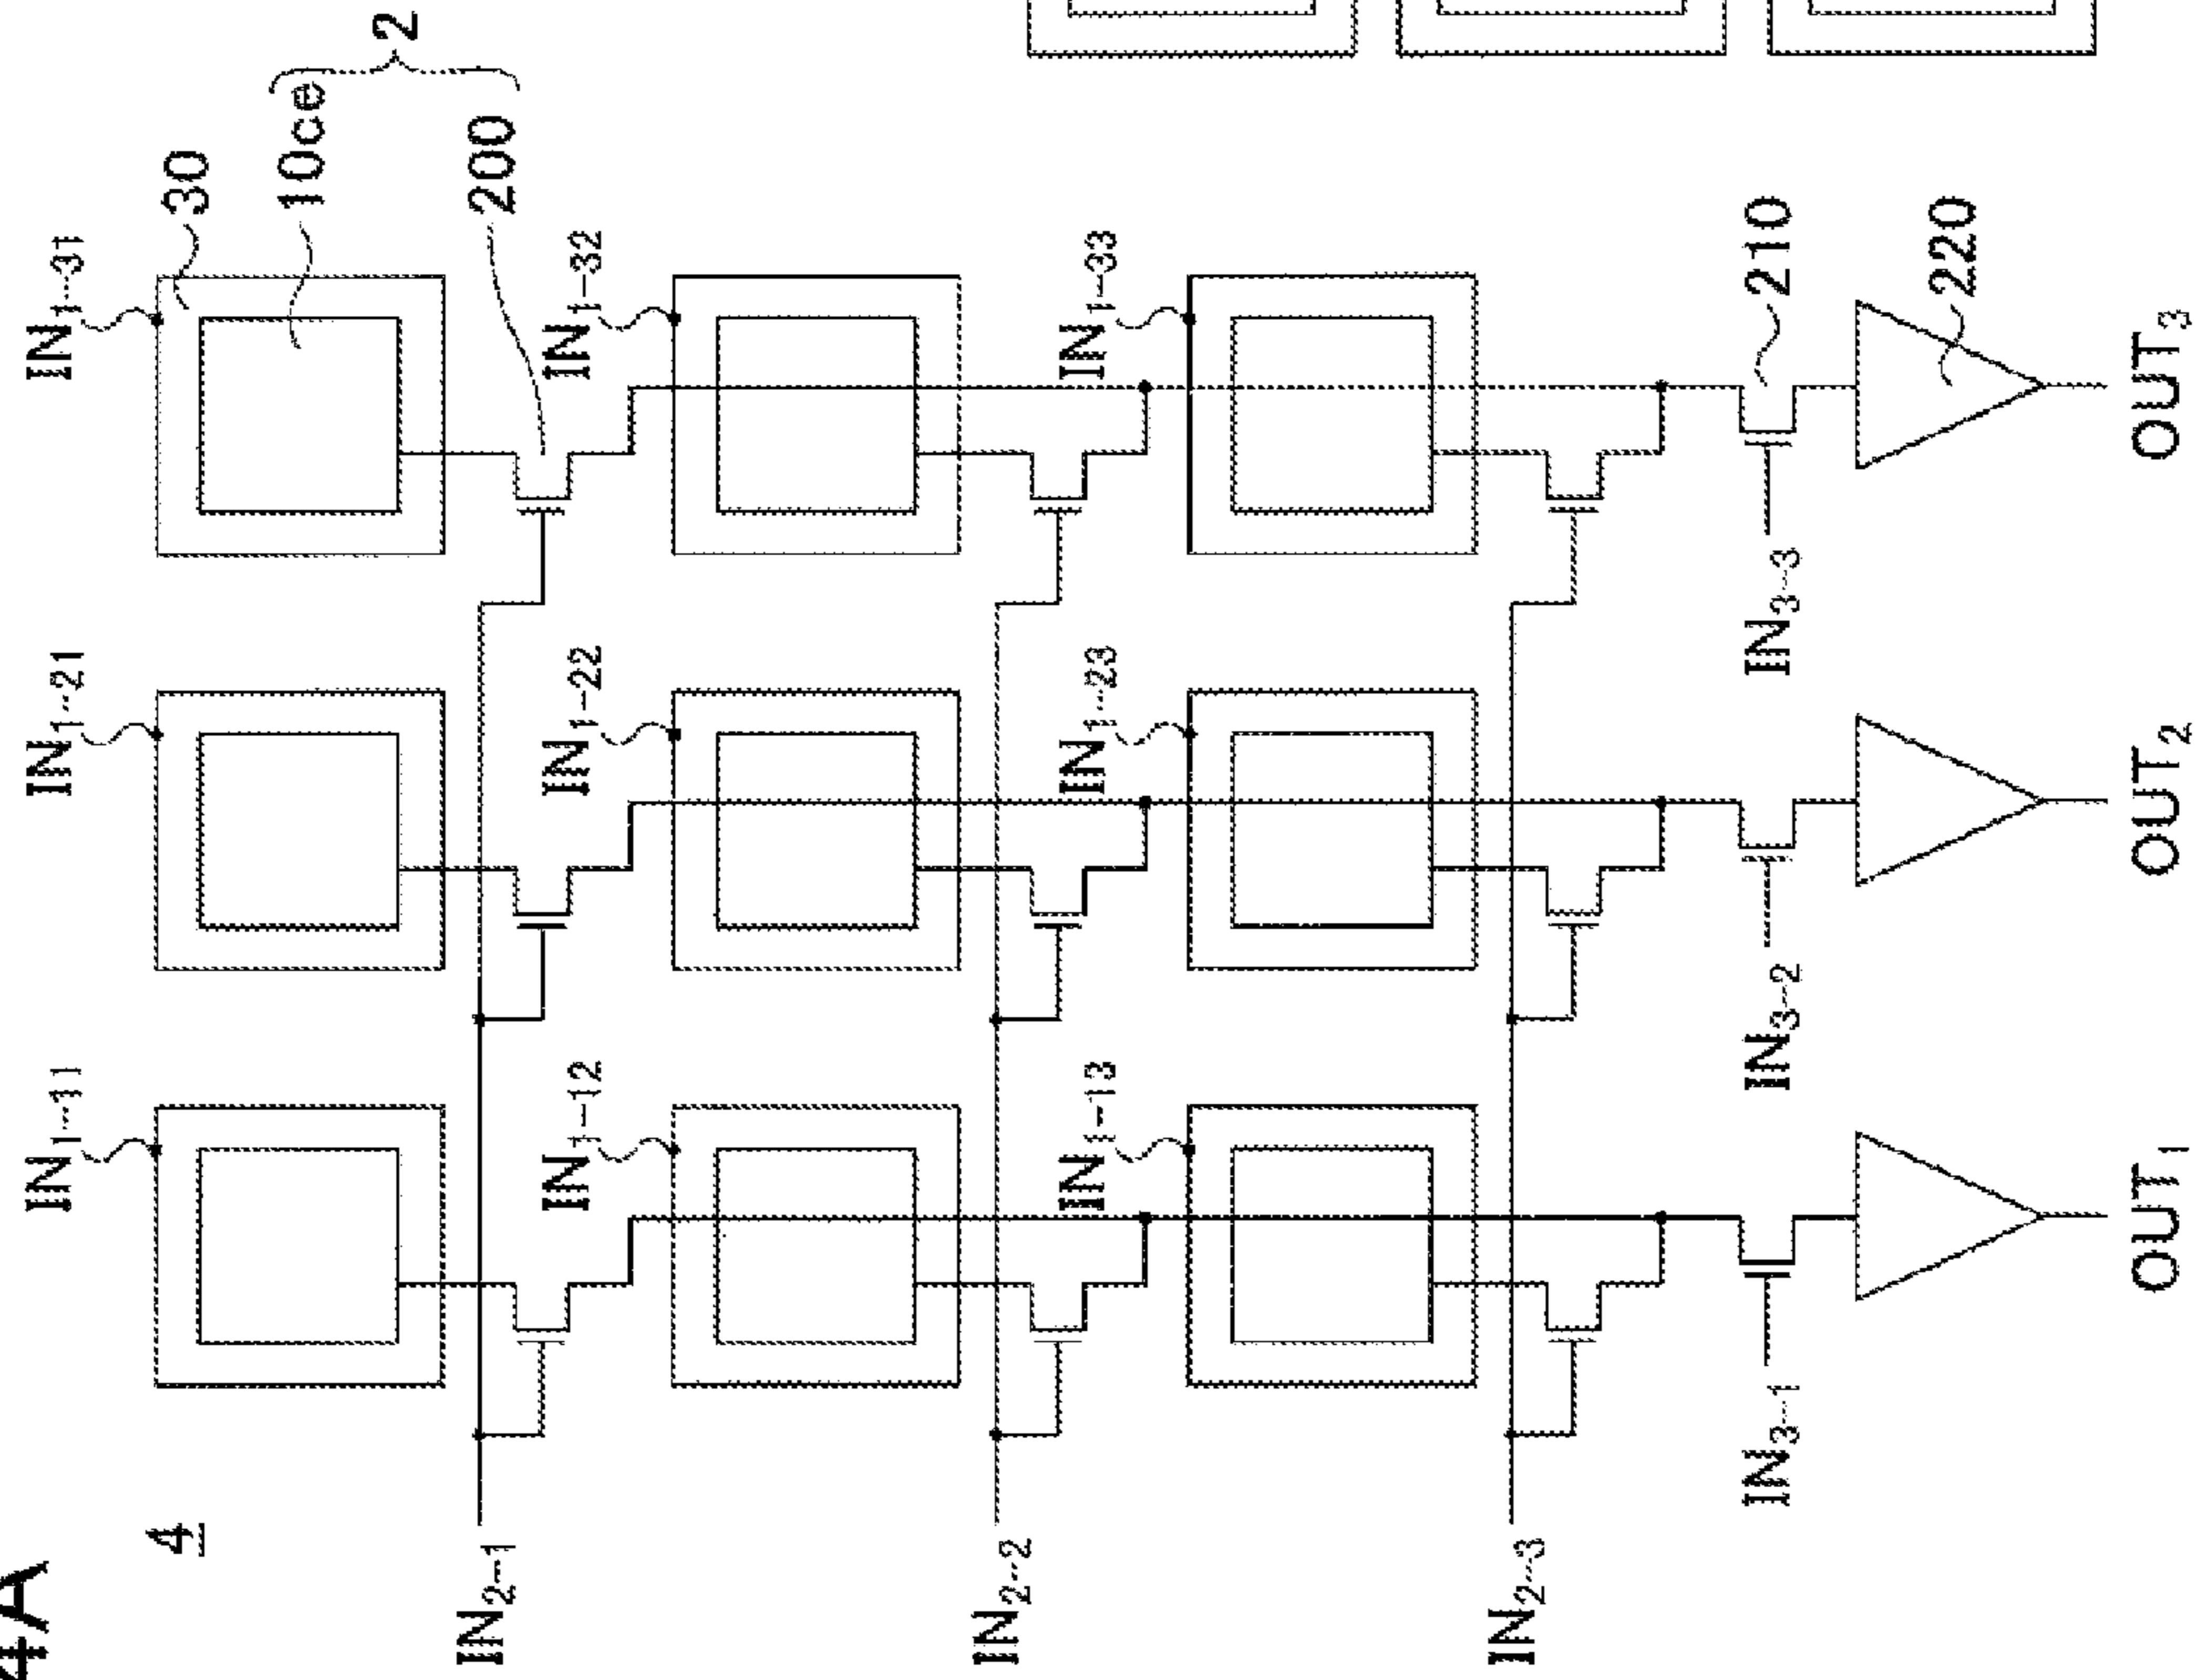 4A
4
IN1-11
IN1-21
IN1-31
30
10ce
2
200
IN2-1
IN1-12
IN1-22
IN1-32
IN2-2
IN1-13
IN1-23
IN1-33
IN2-3
IN3-1
IN3-2
IN3-3
210
220
OUT1
OUT2
OUT3